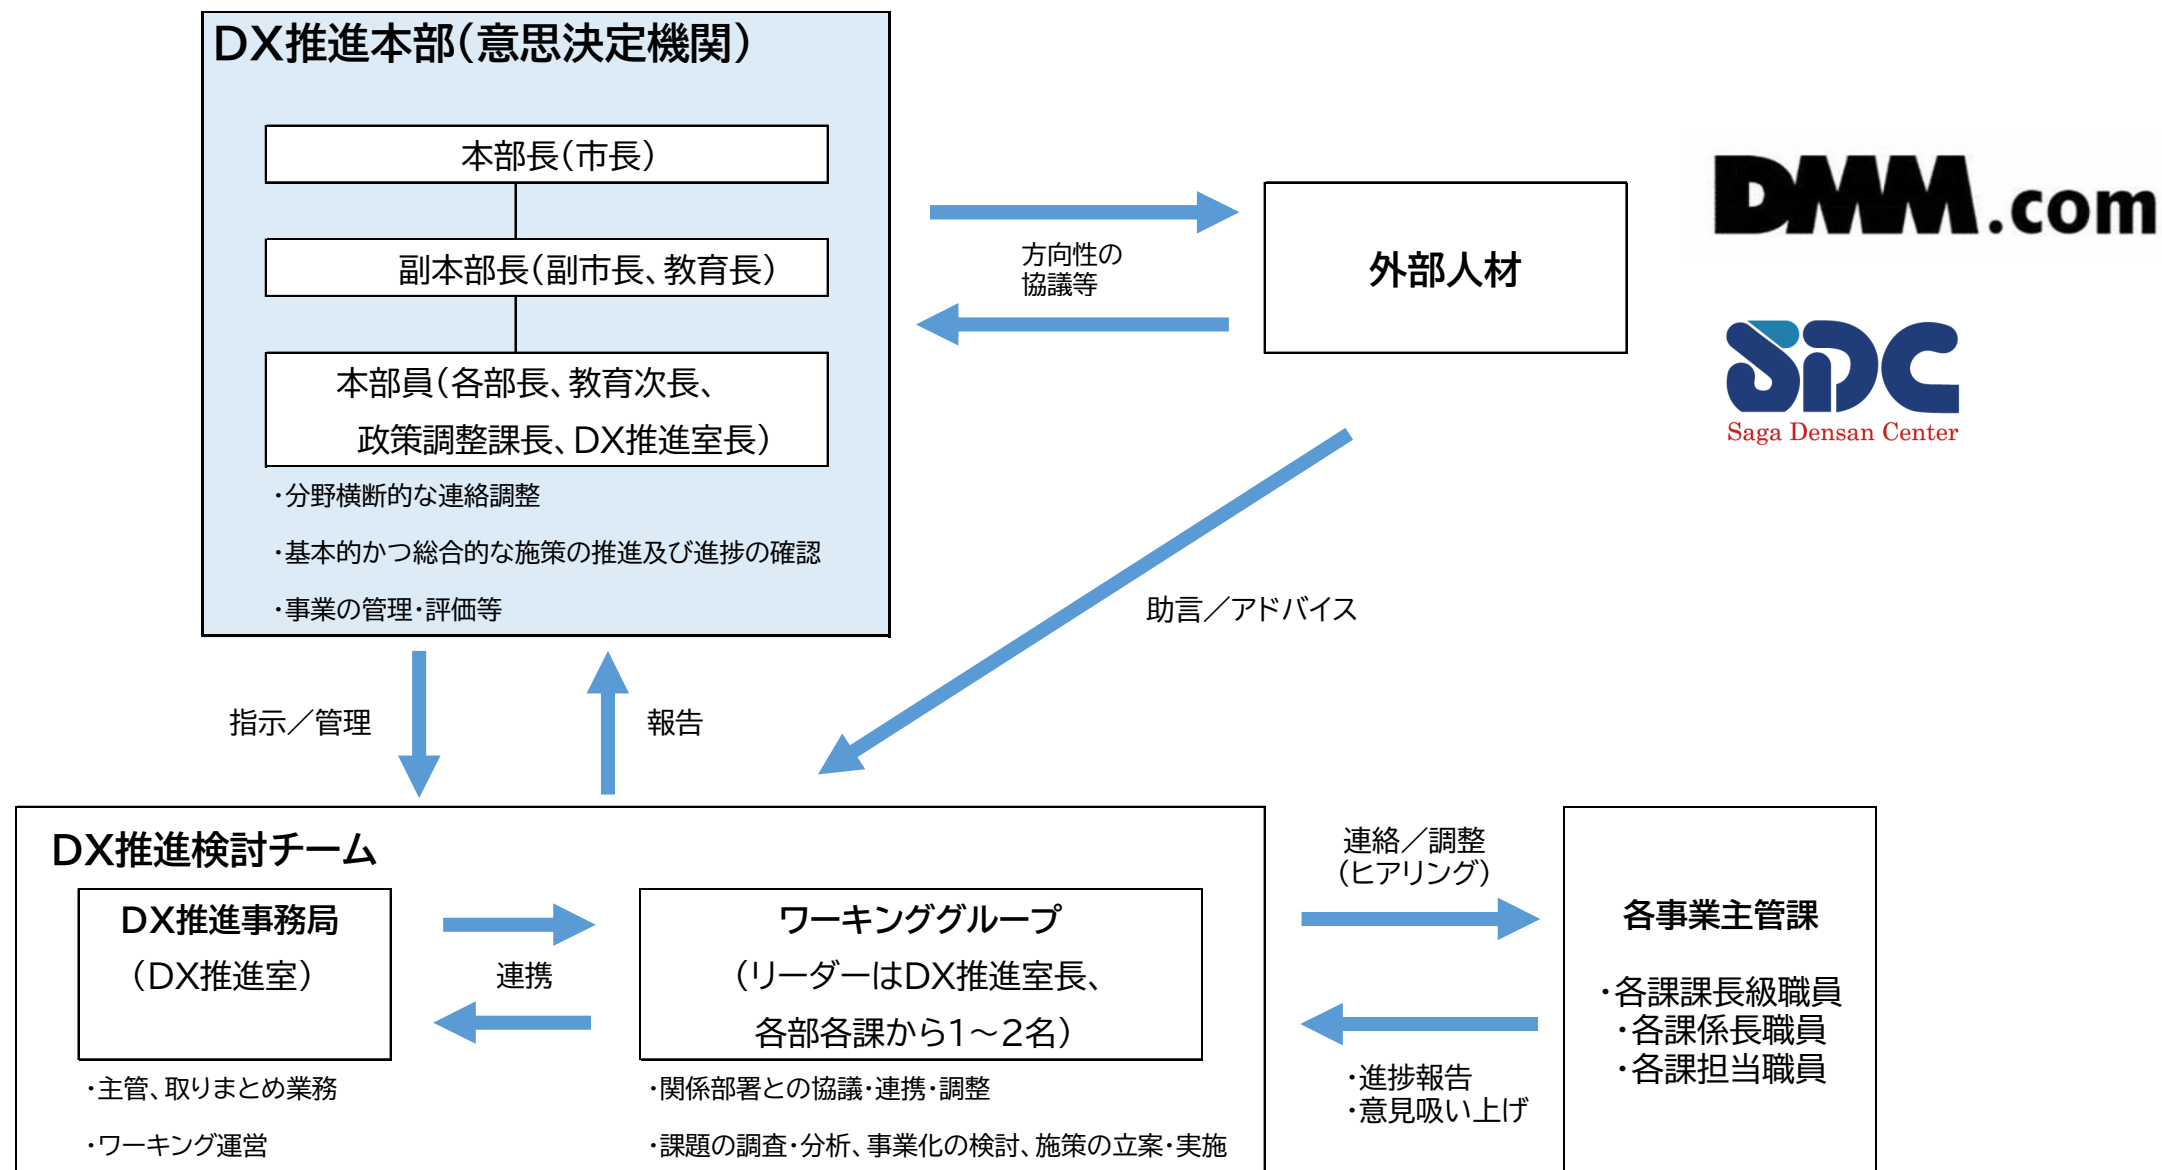 DX推進本部(意思決定機関)
本部長(市長)
副本部長(副市長、教育長)
本部員(各部長、教育次長、
政策調整課長、DX推進室長)
・分野横断的な連絡調整
・基本的かつ総合的な施策の推進及び進捗の確認
・事業の管理・評価等
方向性の
協議等
外部人材
DMM.com
SDC
Saga Densan Center
助言／アドバイス
指示／管理
報告
DX推進検討チーム
DX推進事務局
(DX推進室)
・主管、取りまとめ業務
・ワーキング運営
連携
ワーキンググループ
(リーダーはDX推進室長、
各部各課から1～2名)
・関係部署との協議・連携・調整
・課題の調査・分析、事業化の検討、施策の立案・実施
連絡／調整
(ヒアリング)
・進捗報告
・意見吸い上げ
各事業主管課
・各課課長級職員
・各課係長職員
・各課担当職員